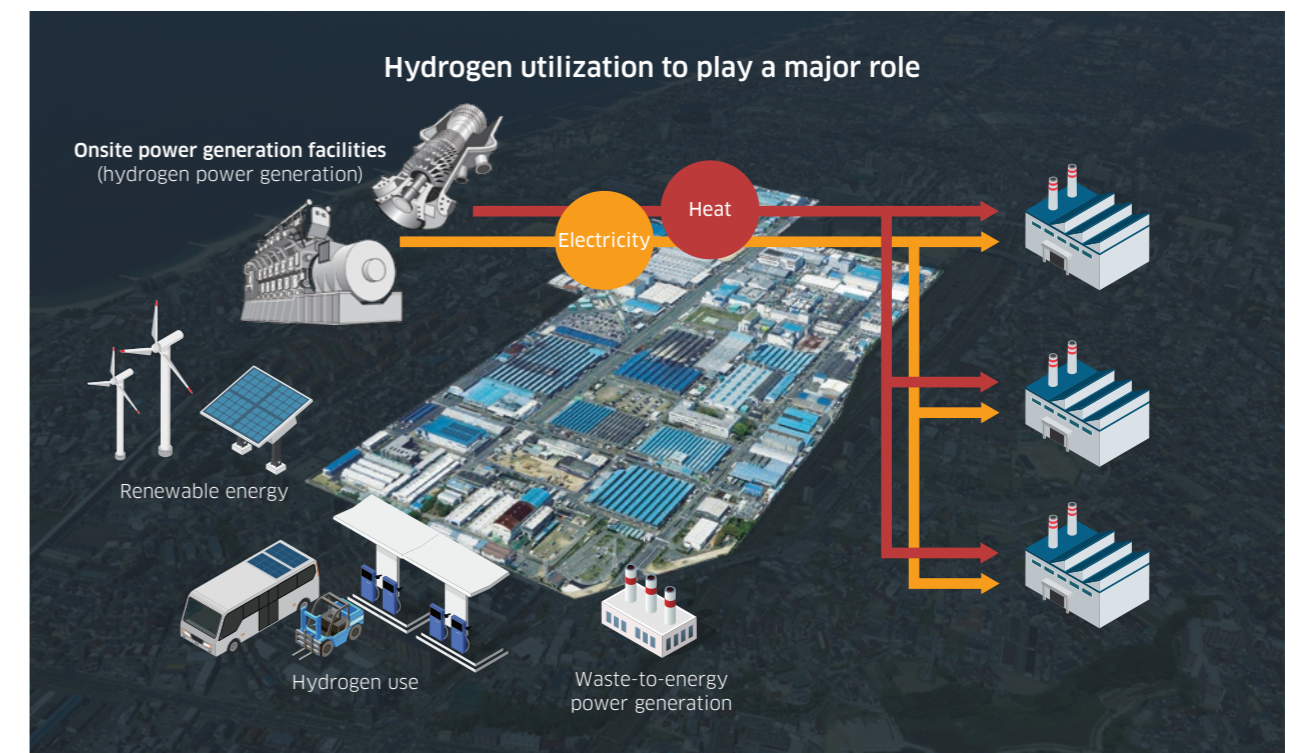 Hydrogen utilization to play a major role
Onsite power generation facilities
(hydrogen power generation)
Heat
Electricity
Renewable energy
Hydrogen use
Waste-to-energy
power generation